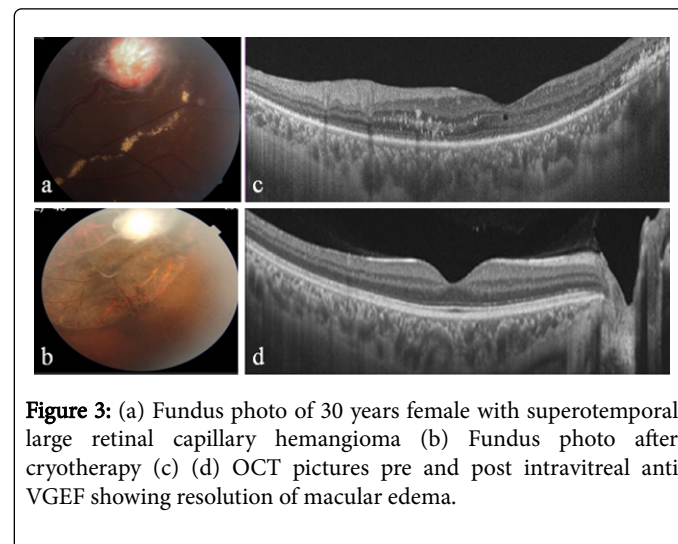 a
c
b
d
Figure 3: (a) Fundus photo of 30 years female with superotemporal
large retinal capillary hemangioma (b) Fundus photo after
cryotherapy (c) (d) OCT pictures pre and post intravitreal anti
VGEF showing resolution of macular edema.